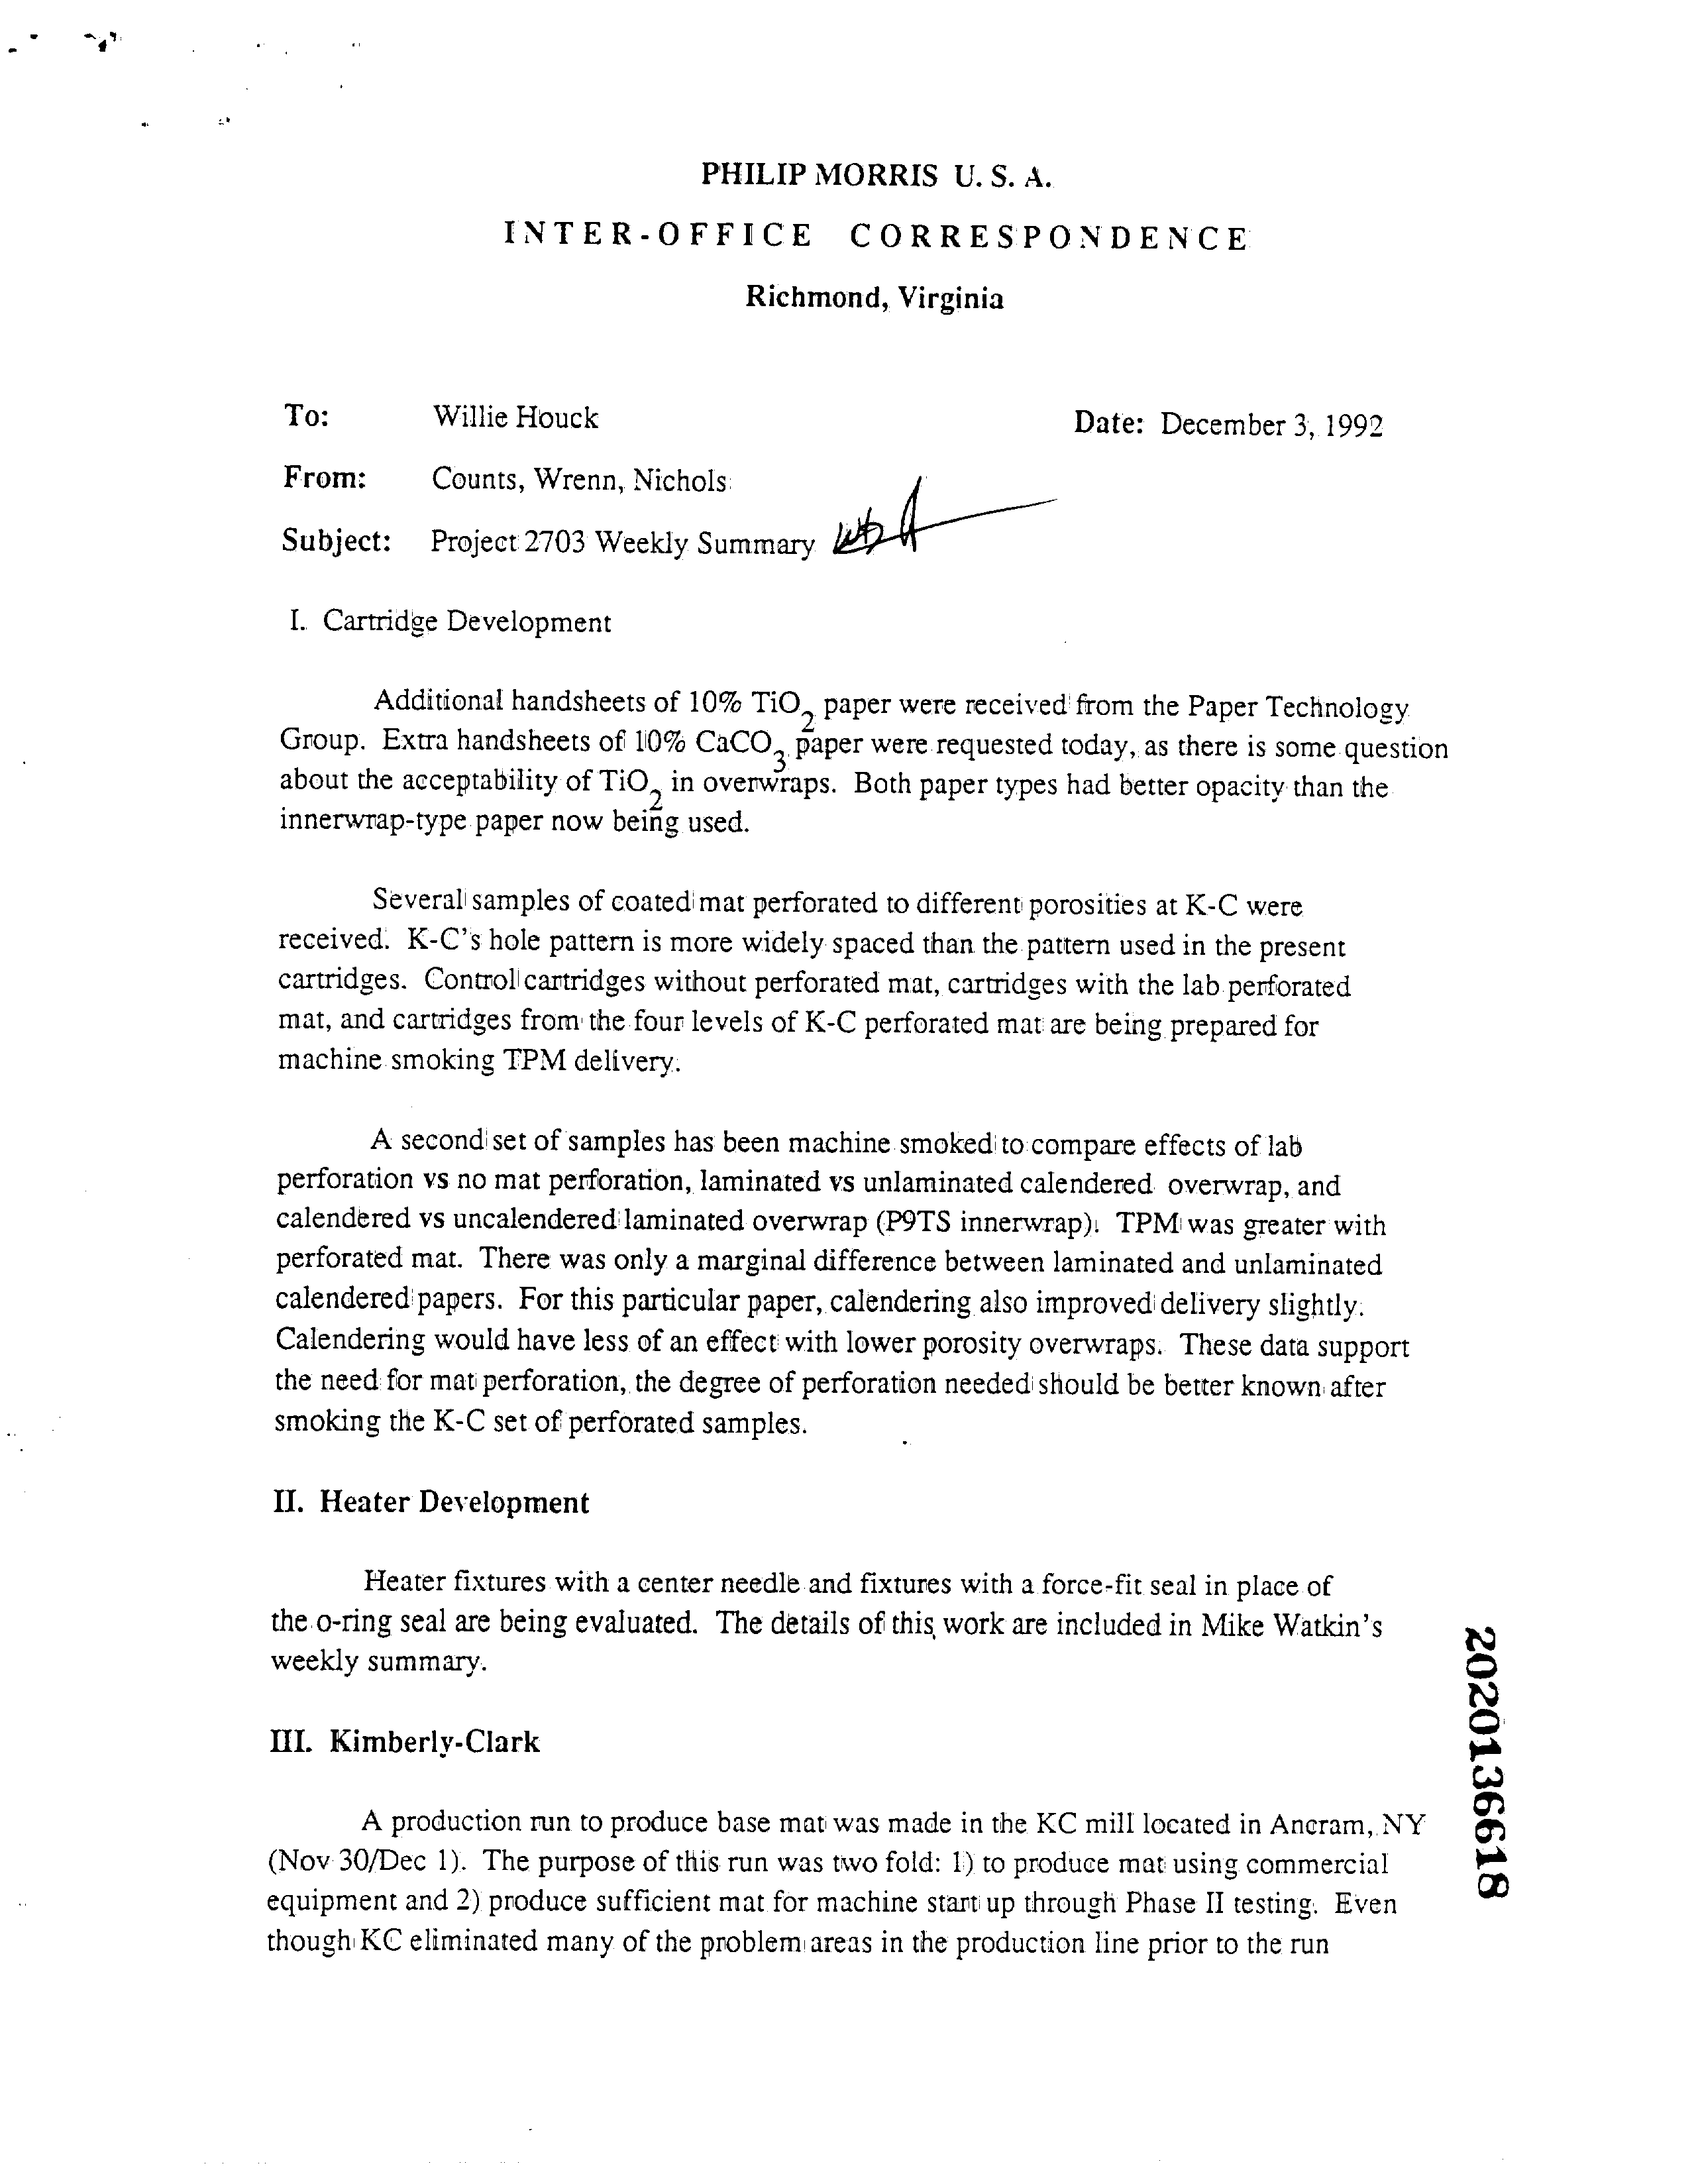 PHILIP MORRIS U. S. A.
INTER-OFFICE CORRESPONDENCE
Richmond, Virginia
To: Willie Houck Date: December 3, 1992
From: Counts, Wrenn, Nichols
Subject: Project 2703 Weekly Summary
I. Cartridge Development
Additional handsheets of 10% TiO2 paper were received from the Paper Technology
Group. Extra handsheets of 10% CaCO3 paper were requested today, as there is some question
about the acceptability of TiO2 in overwraps. Both paper types had better opacity than the
innerwrap-type paper now being used.
Several samples of coated mat perforated to different porosities at K-C were
received. K-C's hole pattern is more widely spaced than the pattern used in the present
cartridges. Control cartridges without perforated mat, cartridges with the lab perforated
mat, and cartridges from the four levels of K-C perforated mat are being prepared for
machine smoking TPM delivery.
A second set of samples has been machine smoked to compare effects of lab
perforation vs no mat perforation, laminated vs unlaminated calendered overwrap, and
calendered vs uncalendered laminated overwrap (P9TS innerwrap). TPM was greater with
perforated mat. There was only a marginal difference between laminated and unlaminated
calendered papers. For this particular paper, calendering also improved delivery slightly.
Calendering would have less of an effect with lower porosity overwraps. These data support
the need for mat perforation, the degree of perforation needed should be better known after
smoking the K-C set of perforated samples.
II. Heater Development
Heater fixtures with a center needle and fixtures with a force-fit seal in place of
the o-ring seal are being evaluated. The details of this work are included in Mike Watkin's
weekly summary.
III. Kimberly-Clark
A production run to produce base mat was made in the KC mill located in Ancram, NY
(Nov 30/Dec 1). The purpose of this run was two fold: 1) to produce mat using commercial
equipment and 2) produce sufficient mat for machine start up through Phase II testing. Even
though KC eliminated many of the problem areas in the production line prior to the run
2020136618